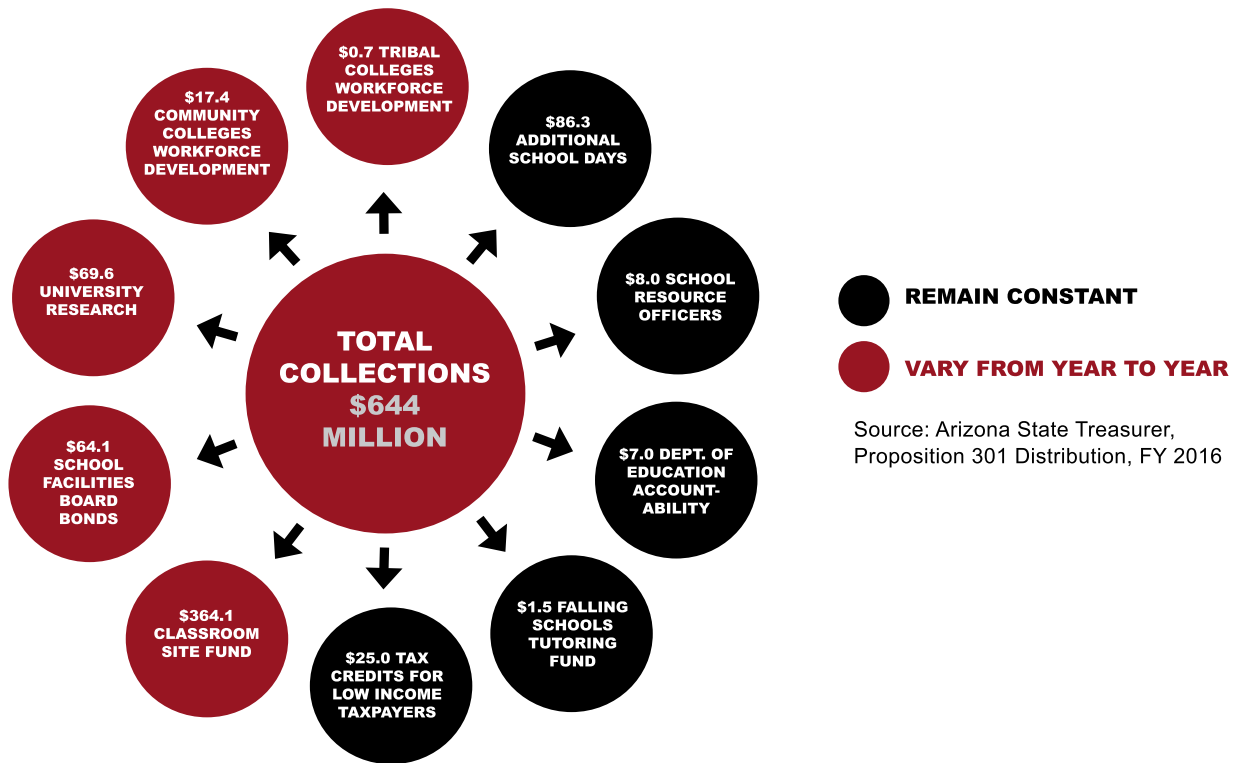 $0.7 TRIBAL
COLLEGES
WORKFORCE
DEVELOPMENT
$86.3
ADDITIONAL
SCHOOL DAYS
$8.0 SCHOOL
RESOURCE
OFFICERS
$7.0 DEPT. OF
EDUCATION
ACCOUNT-
ABILITY
$1.5 FALLING
SCHOOLS
TUTORING
FUND
$25.0 TAX
CREDITS FOR
LOW INCOME
TAXPAYERS
$364.1
CLASSROOM
SITE FUND
$64.1
SCHOOL
FACILITIES
BOARD
BONDS
$69.6
UNIVERSITY
RESEARCH
$17.4
COMMUNITY
COLLEGES
WORKFORCE
DEVELOPMENT
TOTAL
COLLECTIONS
$644
MILLION
REMAIN CONSTANT
VARY FROM YEAR TO YEAR
Source: Arizona State Treasurer,
Proposition 301 Distribution, FY 2016